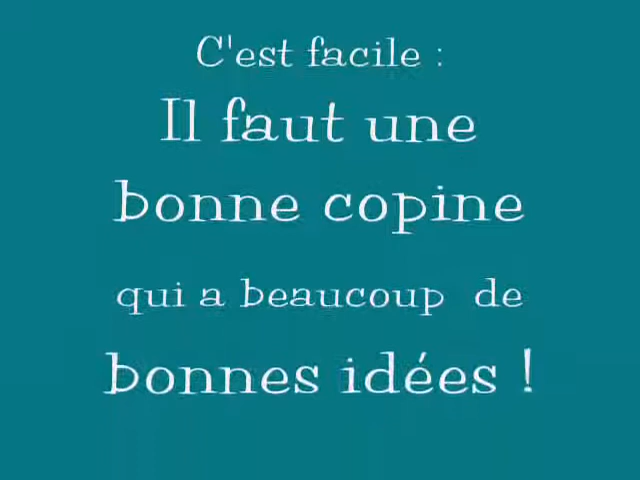 C'est facile :
Il faut une
bonne copine
qui a beaucoup de
bonnes idées !